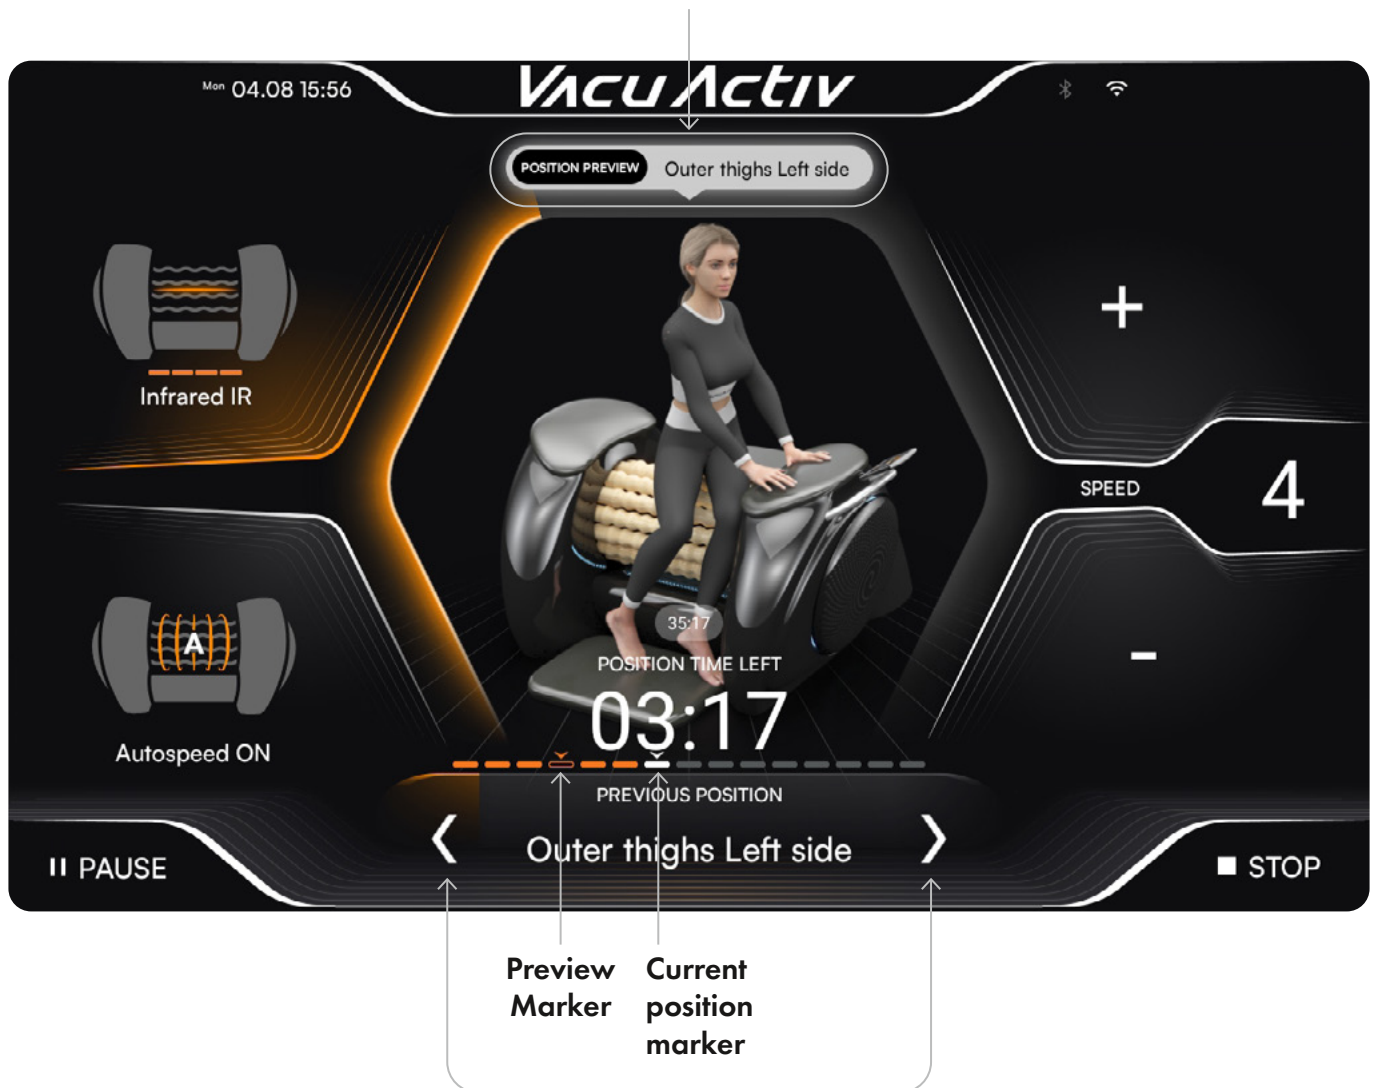 Mon 04.08 15:56
VACUACTIV
POSITION PREVIEW Outer thighs Left side
Infrared IR
+
SPEED
4
A
35:17
POSITION TIME LEFT
03:17
-
Autospeed ON
PREVIOUS POSITION
❮ Outer thighs Left side ❯
PAUSE
STOP
Preview
Marker
Current
position
marker